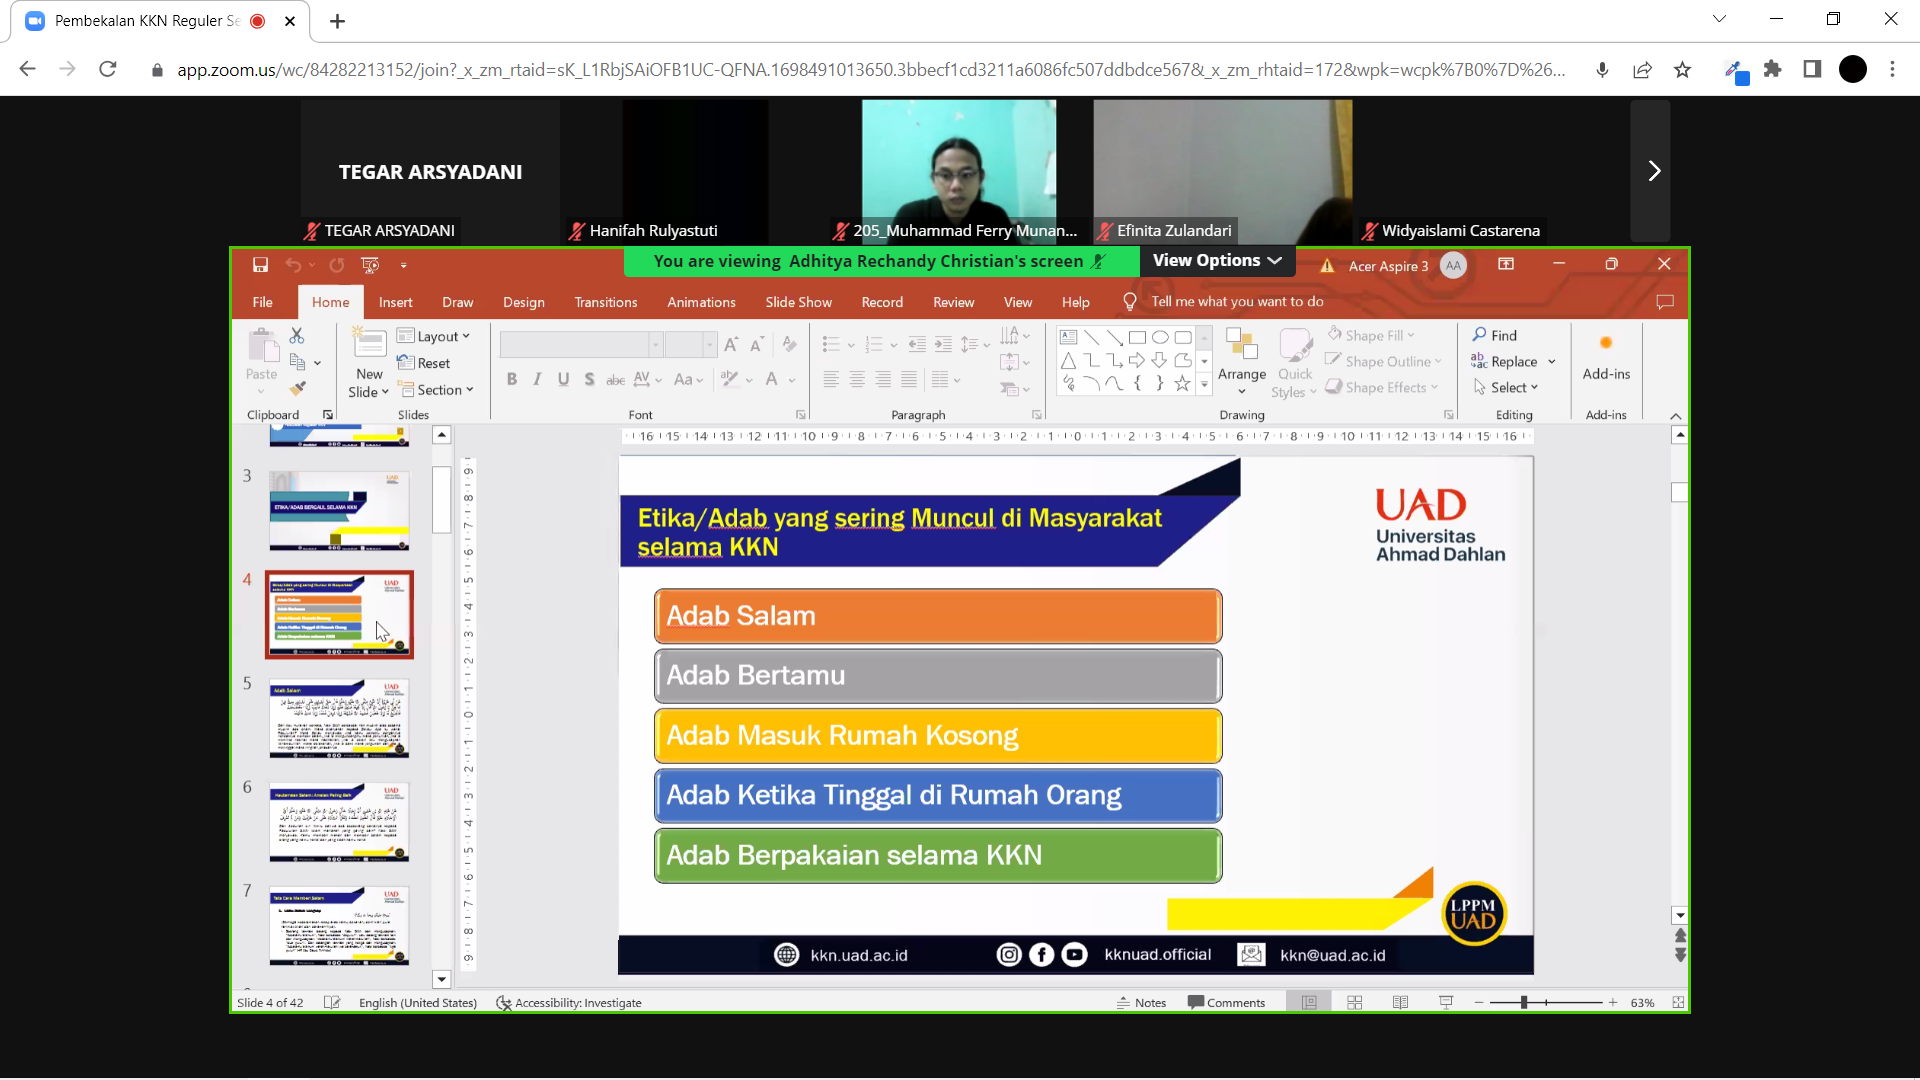 Pembekalan KKN Reguler Se
app.zoom.us/wc/84282213152/join?_x_zm_rtaid=sK_L1RbjSAiOFB1UC-QFNA.1698491013650.3bbecf1cd3211a6086fc507ddbdce567&_x_zm_rhtaid=172&wpk=wcpk%7B0%7D%26...
TEGAR ARSYADANI
TEGAR ARSYADANI
Hanifah Rulyastuti
205_Muhammad Ferry Munan...
Efinita Zulandari
Widyaislami Castarena
You are viewing Adhitya Rechandy Christian's screen
View Options
Acer Aspire 3
AA
File
Home
Insert
Draw
Design
Transitions
Animations
Slide Show
Record
Review
View
Help
Tell me what you want to do
Paste
New Slide
Layout
Reset
Section
Arrange
Quick Styles
Shape Fill
Shape Outline
Shape Effects
Find
Replace
Select
Add-ins
Clipboard
Slides
Font
Paragraph
Drawing
Editing
Add-ins
3
ETIKA/ADAB BERGAUL SELAMA KKN
4
5
Adab Salam
6
7
Etika/Adab yang sering Muncul di Masyarakat
selama KKN
UAD
Universitas
Ahmad Dahlan
Adab Salam
Adab Bertamu
Adab Masuk Rumah Kosong
Adab Ketika Tinggal di Rumah Orang
Adab Berpakaian selama KKN
LPPM
UAD
kkn.uad.ac.id
kknuad.official
kkn@uad.ac.id
Slide 4 of 42
English (United States)
Accessibility: Investigate
Notes
Comments
63%